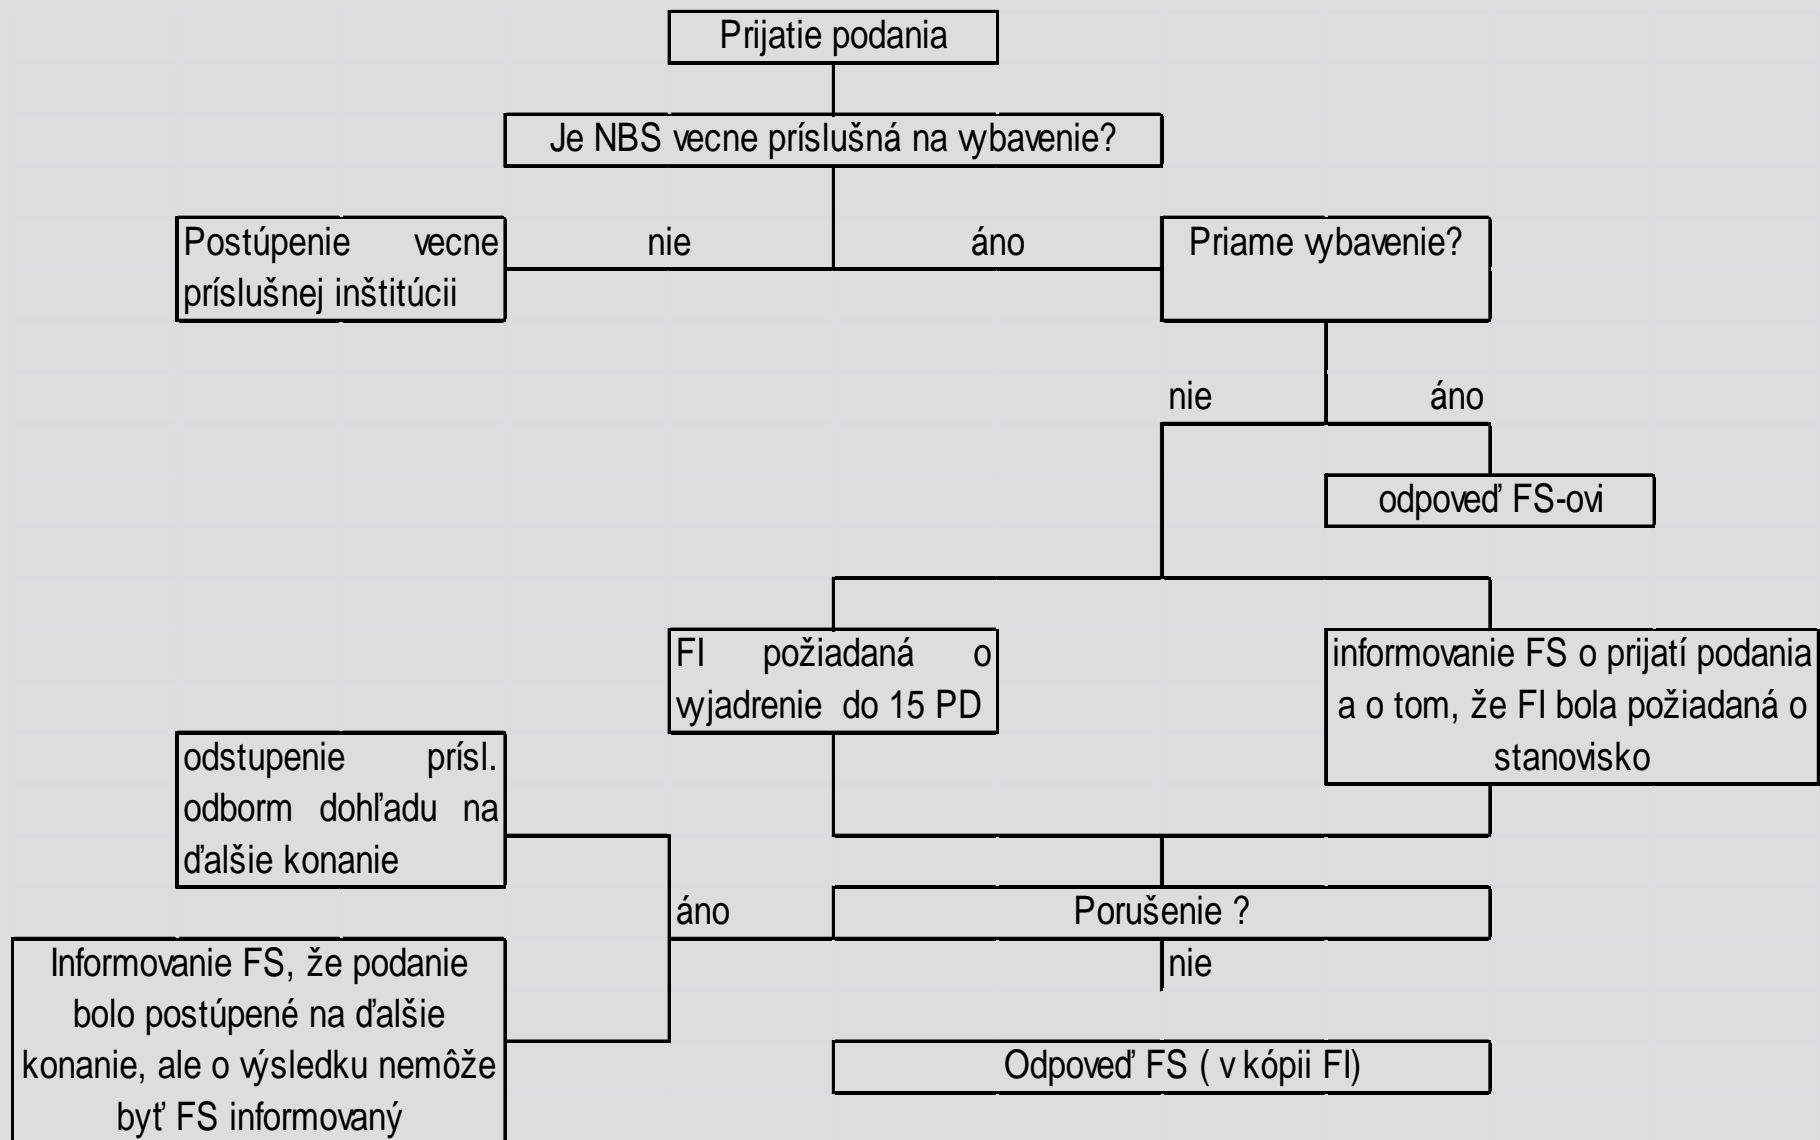 Prijatie podania
Je NBS vecne príslušná na vybavenie?
Postúpenie vecne
príslušnej inštitúcii
nie
áno
Priame vybavenie?
nie
áno
odpoveď FS-ovi
FI požiadaná o
vyjadrenie do 15 PD
informovanie FS o prijatí podania
a o tom, že FI bola požiadaná o
stanovisko
odstupenie prísl.
odborm dohľadu na
ďalšie konanie
áno
Porušenie ?
nie
Informovanie FS, že podanie
bolo postúpené na ďalšie
konanie, ale o výsledku nemôže
byť FS informovaný
Odpoveď FS ( v kópii FI)